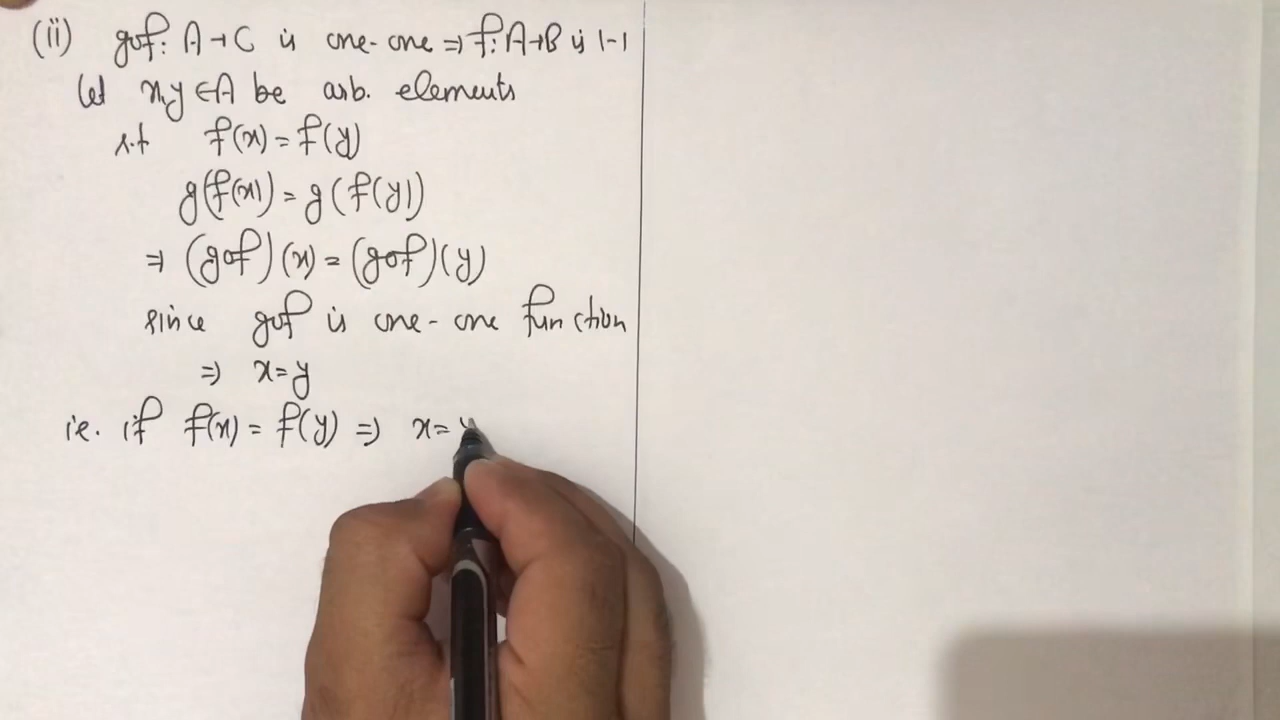 (ii) gof: A→C is one-one ⇒ f: A→B is 1-1
let x,y ∈ A be arb. elements
s.t f(x) = f(y)
g(f(x)) = g(f(y))
⇒ (gof)(x) = (gof)(y)
since gof is one-one function
⇒ x=y
i.e. if f(x) = f(y) ⇒ x=y